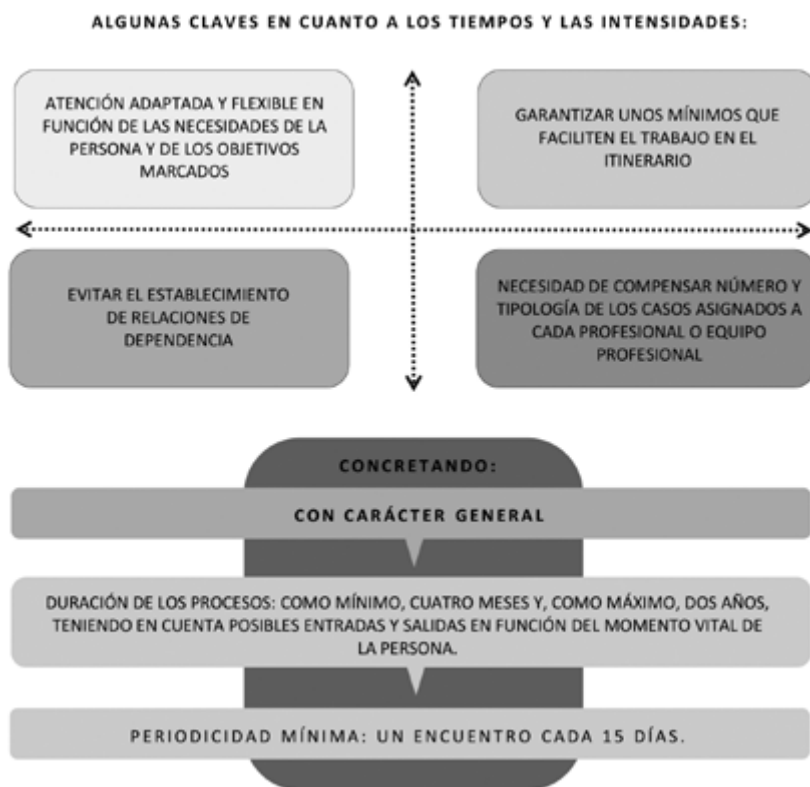 ALGUNAS CLAVES EN CUANTO A LOS TIEMPOS Y LAS INTENSIDADES:
ATENCIÓN ADAPTADA Y FLEXIBLE EN
FUNCIÓN DE LAS NECESIDADES DE LA
PERSONA Y DE LOS OBJETIVOS
MARCADOS
GARANTIZAR UNOS MÍNIMOS QUE
FACILITEN EL TRABAJO EN EL
ITINERARIO
EVITAR EL ESTABLECIMIENTO
DE RELACIONES DE
DEPENDENCIA
NECESIDAD DE COMPENSAR NÚMERO Y
TIPOLOGÍA DE LOS CASOS ASIGNADOS A
CADA PROFESIONAL O EQUIPO
PROFESIONAL
CONCRETANDO:
CON CARÁCTER GENERAL
DURACIÓN DE LOS PROCESOS: COMO MÍNIMO, CUATRO MESES Y, COMO MÁXIMO, DOS AÑOS,
TENIENDO EN CUENTA POSIBLES ENTRADAS Y SALIDAS EN FUNCIÓN DEL MOMENTO VITAL DE
LA PERSONA.
PERIODICIDAD MÍNIMA: UN ENCUENTRO CADA 15 DÍAS.